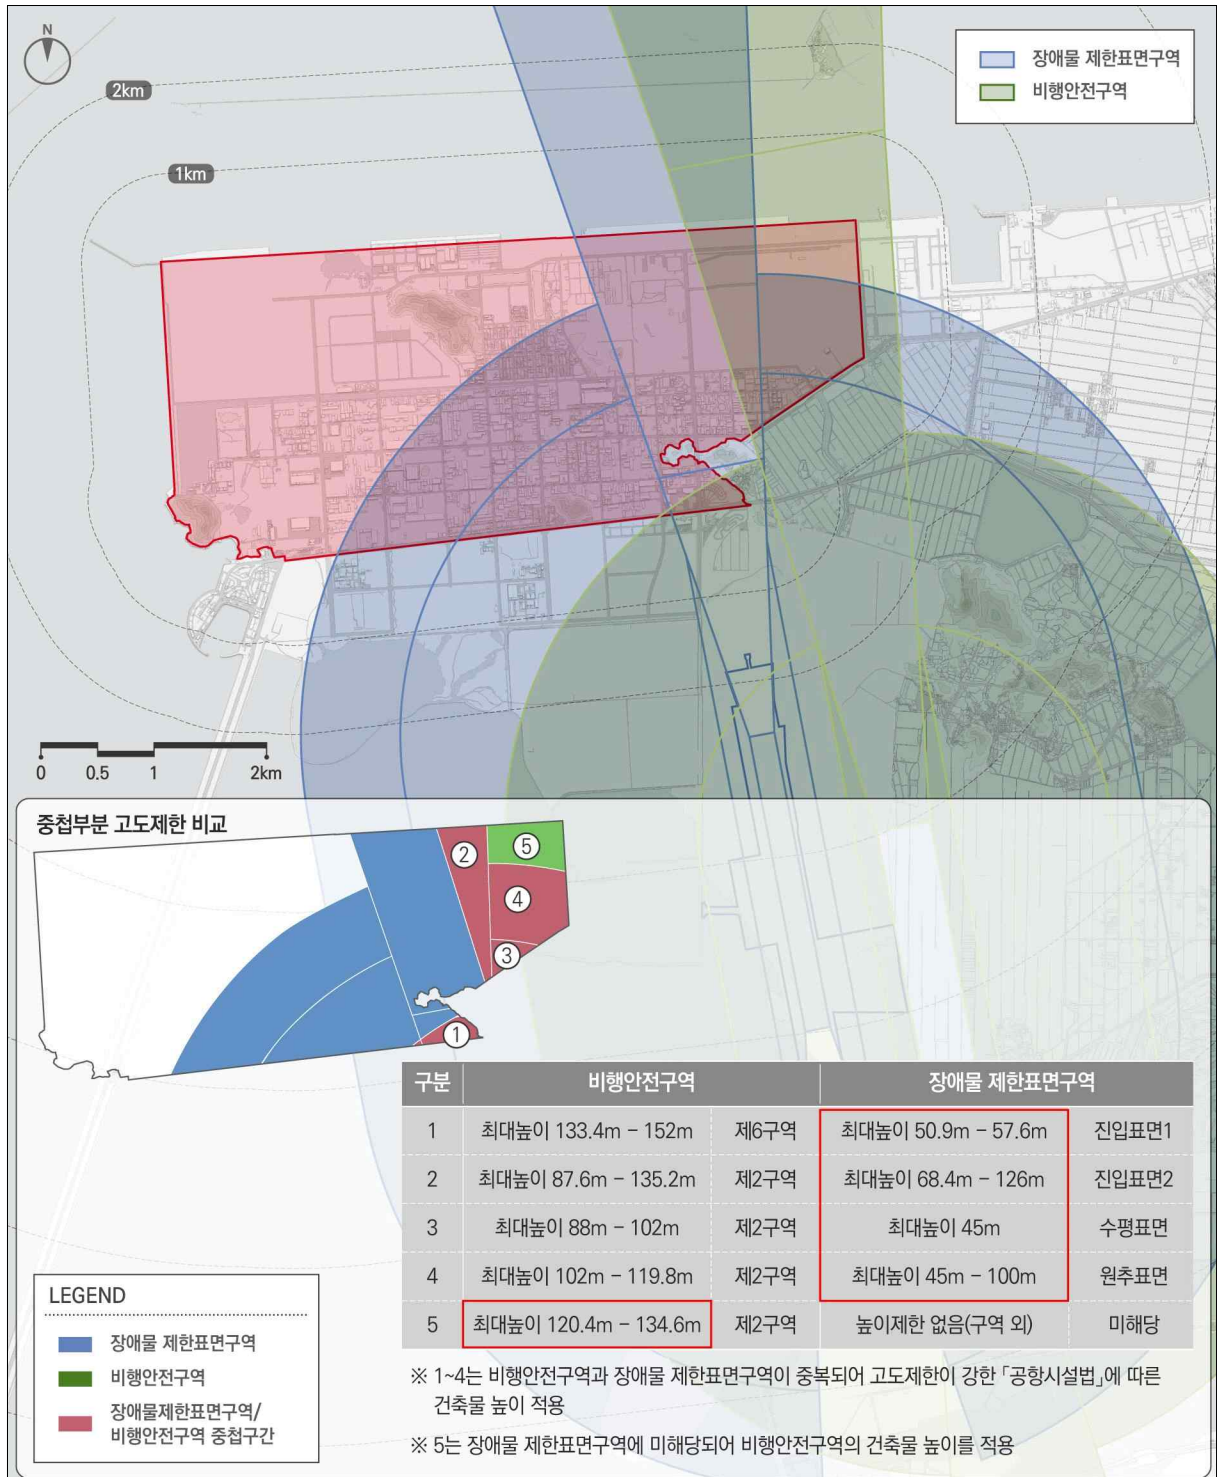 N
2km
1km
장애물 제한표면구역
비행안전구역
0 0.5 1 2km
중첩부분 고도제한 비교
2
5
4
3
1
구분 비행안전구역 장애물 제한표면구역
1 최대높이 133.4m - 152m 제6구역 최대높이 50.9m - 57.6m 진입표면1
2 최대높이 87.6m - 135.2m 제2구역 최대높이 68.4m - 126m 진입표면2
3 최대높이 88m - 102m 제2구역 최대높이 45m 수평표면
4 최대높이 102m - 119.8m 제2구역 최대높이 45m - 100m 원추표면
5 최대높이 120.4m - 134.6m 제2구역 높이제한 없음(구역 외) 미해당
LEGEND
장애물 제한표면구역
비행안전구역
장애물제한표면구역/
비행안전구역 중첩구간
※ 1~4는 비행안전구역과 장애물 제한표면구역이 중복되어 고도제한이 강한 「공항시설법」에 따른
건축물 높이 적용
※ 5는 장애물 제한표면구역에 미해당되어 비행안전구역의 건축물 높이를 적용